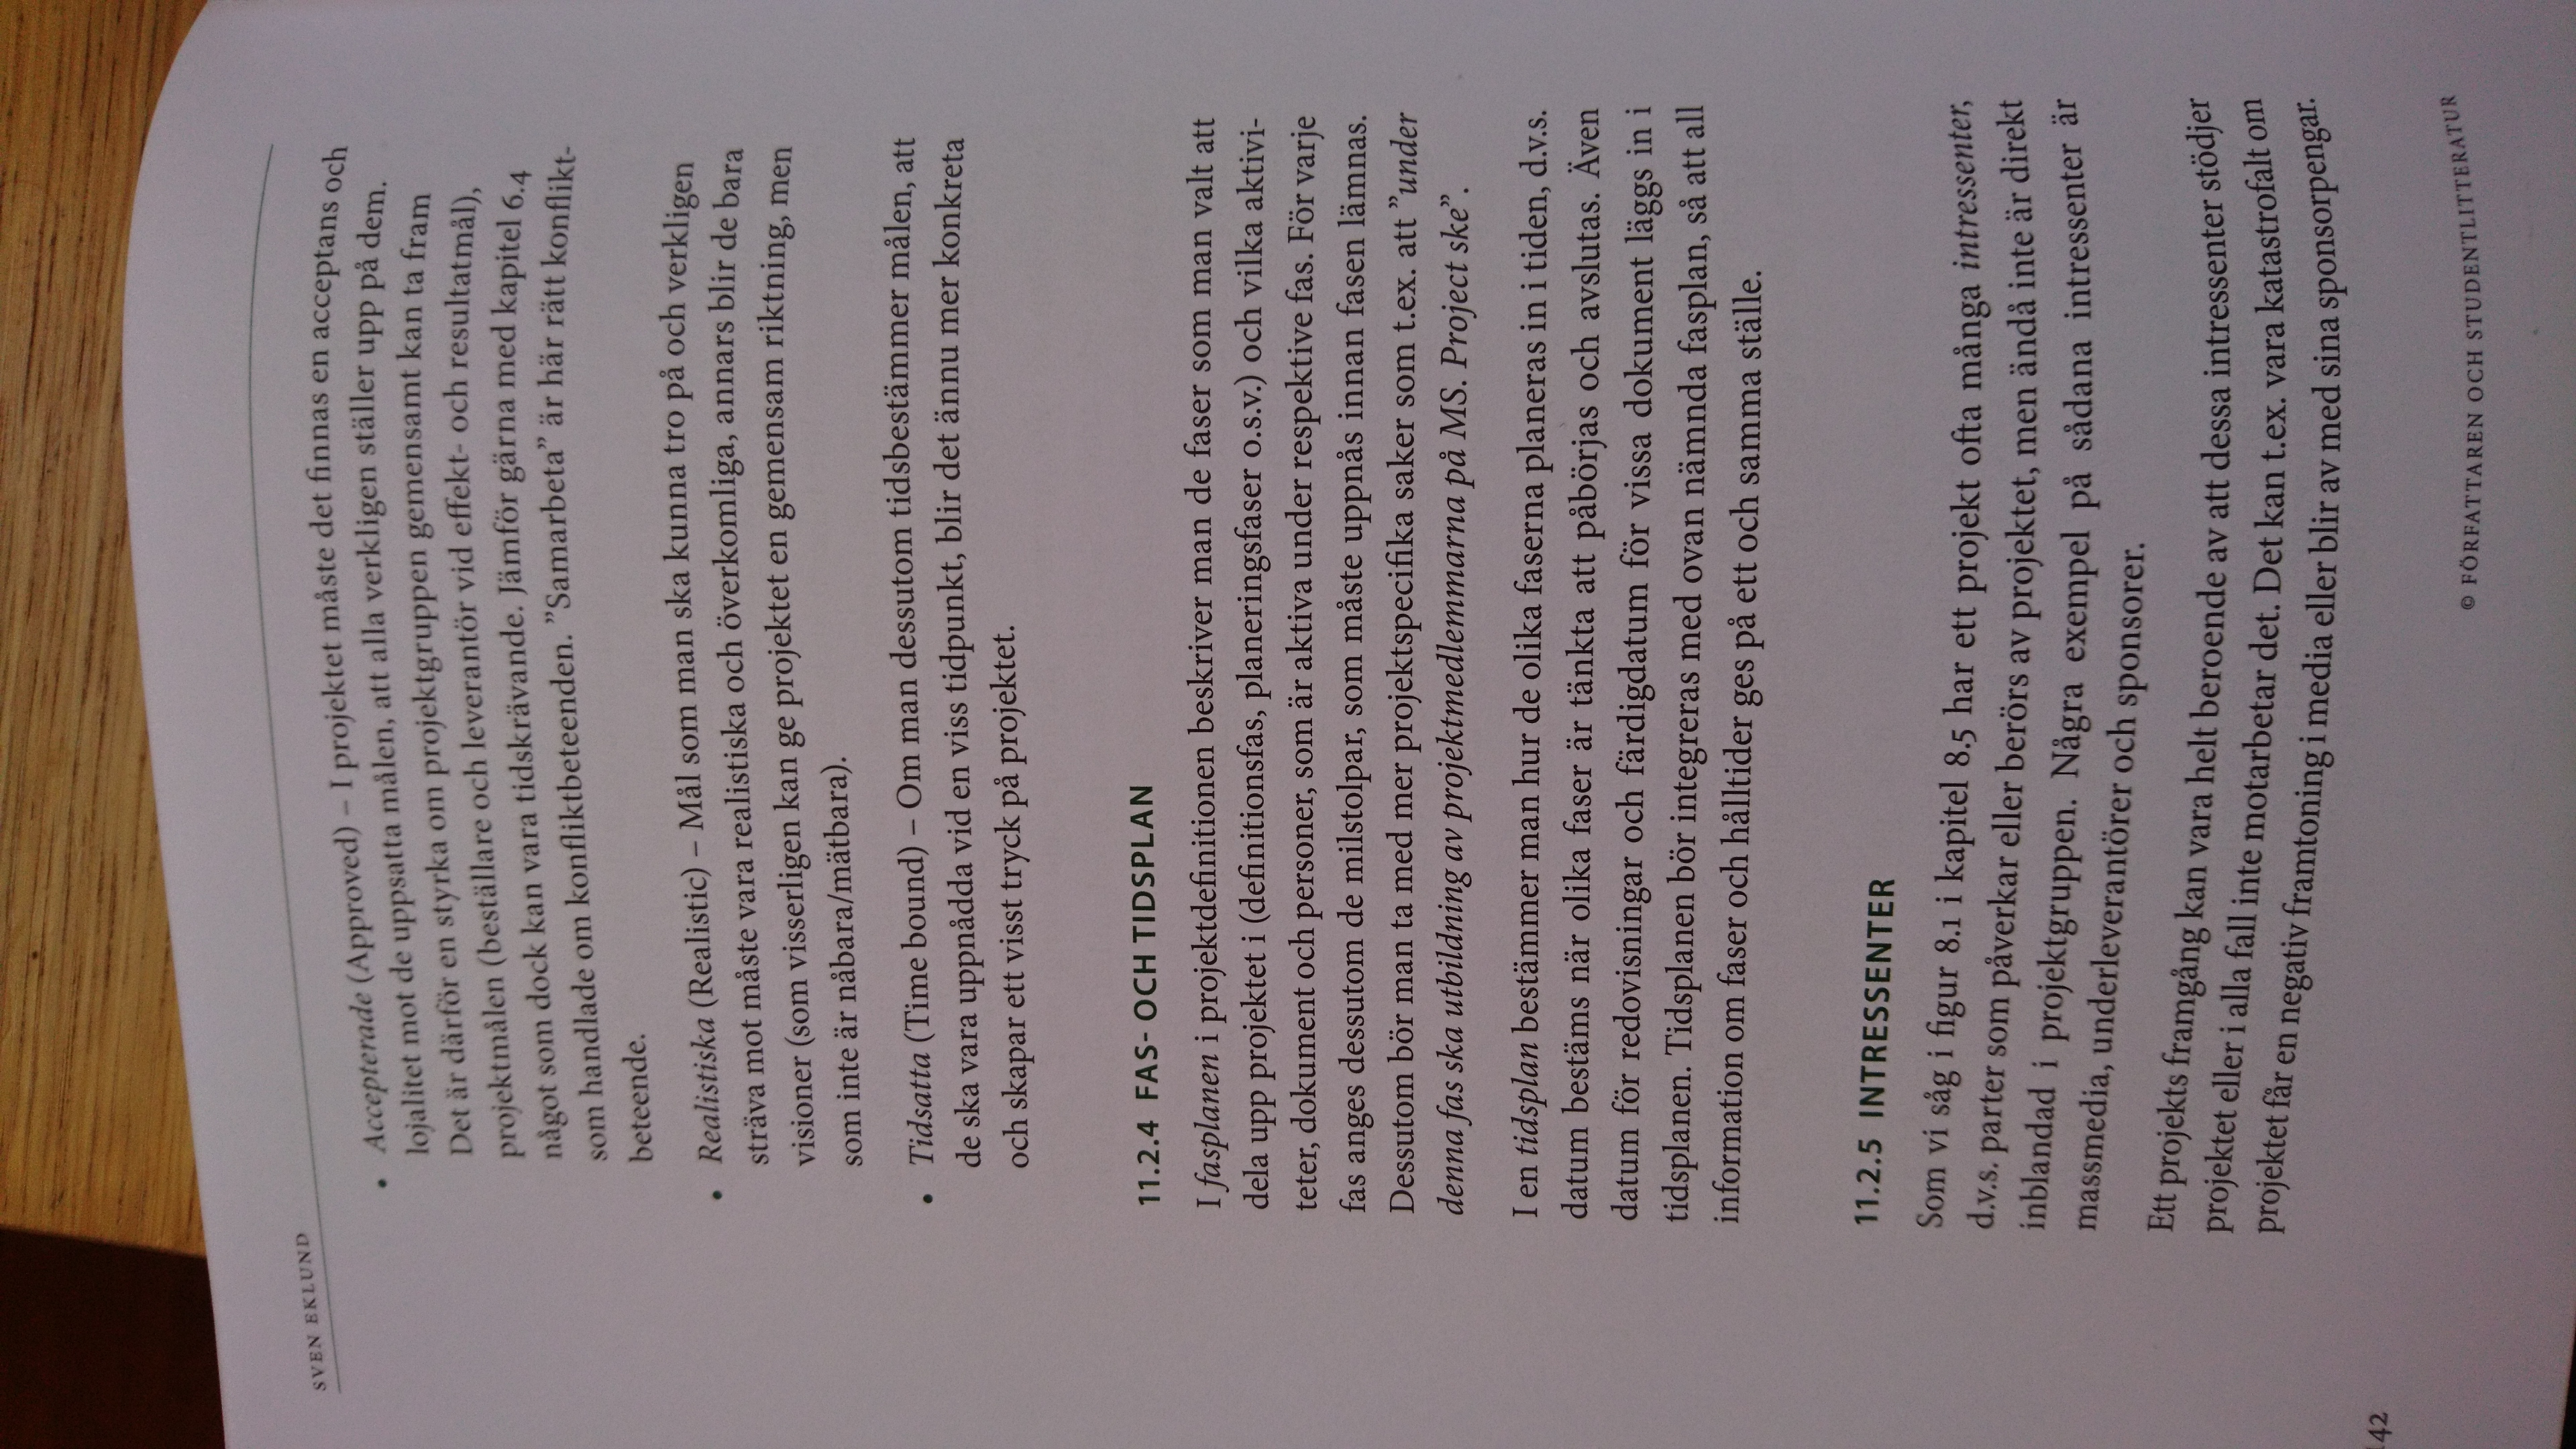 SVEN EKLUND
• Accepterade (Approved) – I projektet måste det finnas en acceptans och
lojalitet mot de uppsatta målen, att alla verkligen ställer upp på dem.
Det är därför en styrka om projektgruppen gemensamt kan ta fram
projektmålen (beställare och leverantör vid effekt- och resultatmål),
något som dock kan vara tidskrävande. Jämför gärna med kapitel 6.4
som handlade om konfliktbeteenden. ”Samarbeta” är här rätt konflikt-
beteende.
• Realistiska (Realistic) – Mål som man ska kunna tro på och verkligen
sträva mot måste vara realistiska och överkomliga, annars blir de bara
visioner (som visserligen kan ge projektet en gemensam riktning, men
som inte är nåbara/mätbara).
• Tidsatta (Time bound) – Om man dessutom tidsbestämmer målen, att
de ska vara uppnådda vid en viss tidpunkt, blir det ännu mer konkreta
och skapar ett visst tryck på projektet.
11.2.4 FAS- OCH TIDSPLAN
I fasplanen i projektdefinitionen beskriver man de faser som man valt att
dela upp projektet i (definitionsfas, planeringsfaser o.s.v.) och vilka aktivi-
teter, dokument och personer, som är aktiva under respektive fas. För varje
fas anges dessutom de milstolpar, som måste uppnås innan fasen lämnas.
Dessutom bör man ta med mer projektspecifika saker som t.ex. att ”under
denna fas ska utbildning av projektmedlemmarna på MS. Project ske”.
I en tidsplan bestämmer man hur de olika faserna planeras in i tiden, d.v.s.
datum bestäms när olika faser är tänkta att påbörjas och avslutas. Även
datum för redovisningar och färdigdatum för vissa dokument läggs in i
tidsplanen. Tidsplanen bör integreras med ovan nämnda fasplan, så att all
information om faser och hålltider ges på ett och samma ställe.
11.2.5 INTRESSENTER
Som vi såg i figur 8.1 i kapitel 8.5 har ett projekt ofta många intressenter,
d.v.s. parter som påverkar eller berörs av projektet, men ändå inte är direkt
inblandad i projektgruppen. Några exempel på sådana intressenter är
massmedia, underleverantörer och sponsorer.
Ett projekts framgång kan vara helt beroende av att dessa intressenter stödjer
projektet eller i alla fall inte motarbetar det. Det kan t.ex. vara katastrofalt om
projektet får en negativ framtoning i media eller blir av med sina sponsorpengar.
142
© FÖRFATTAREN OCH STUDENTLITTERATUR